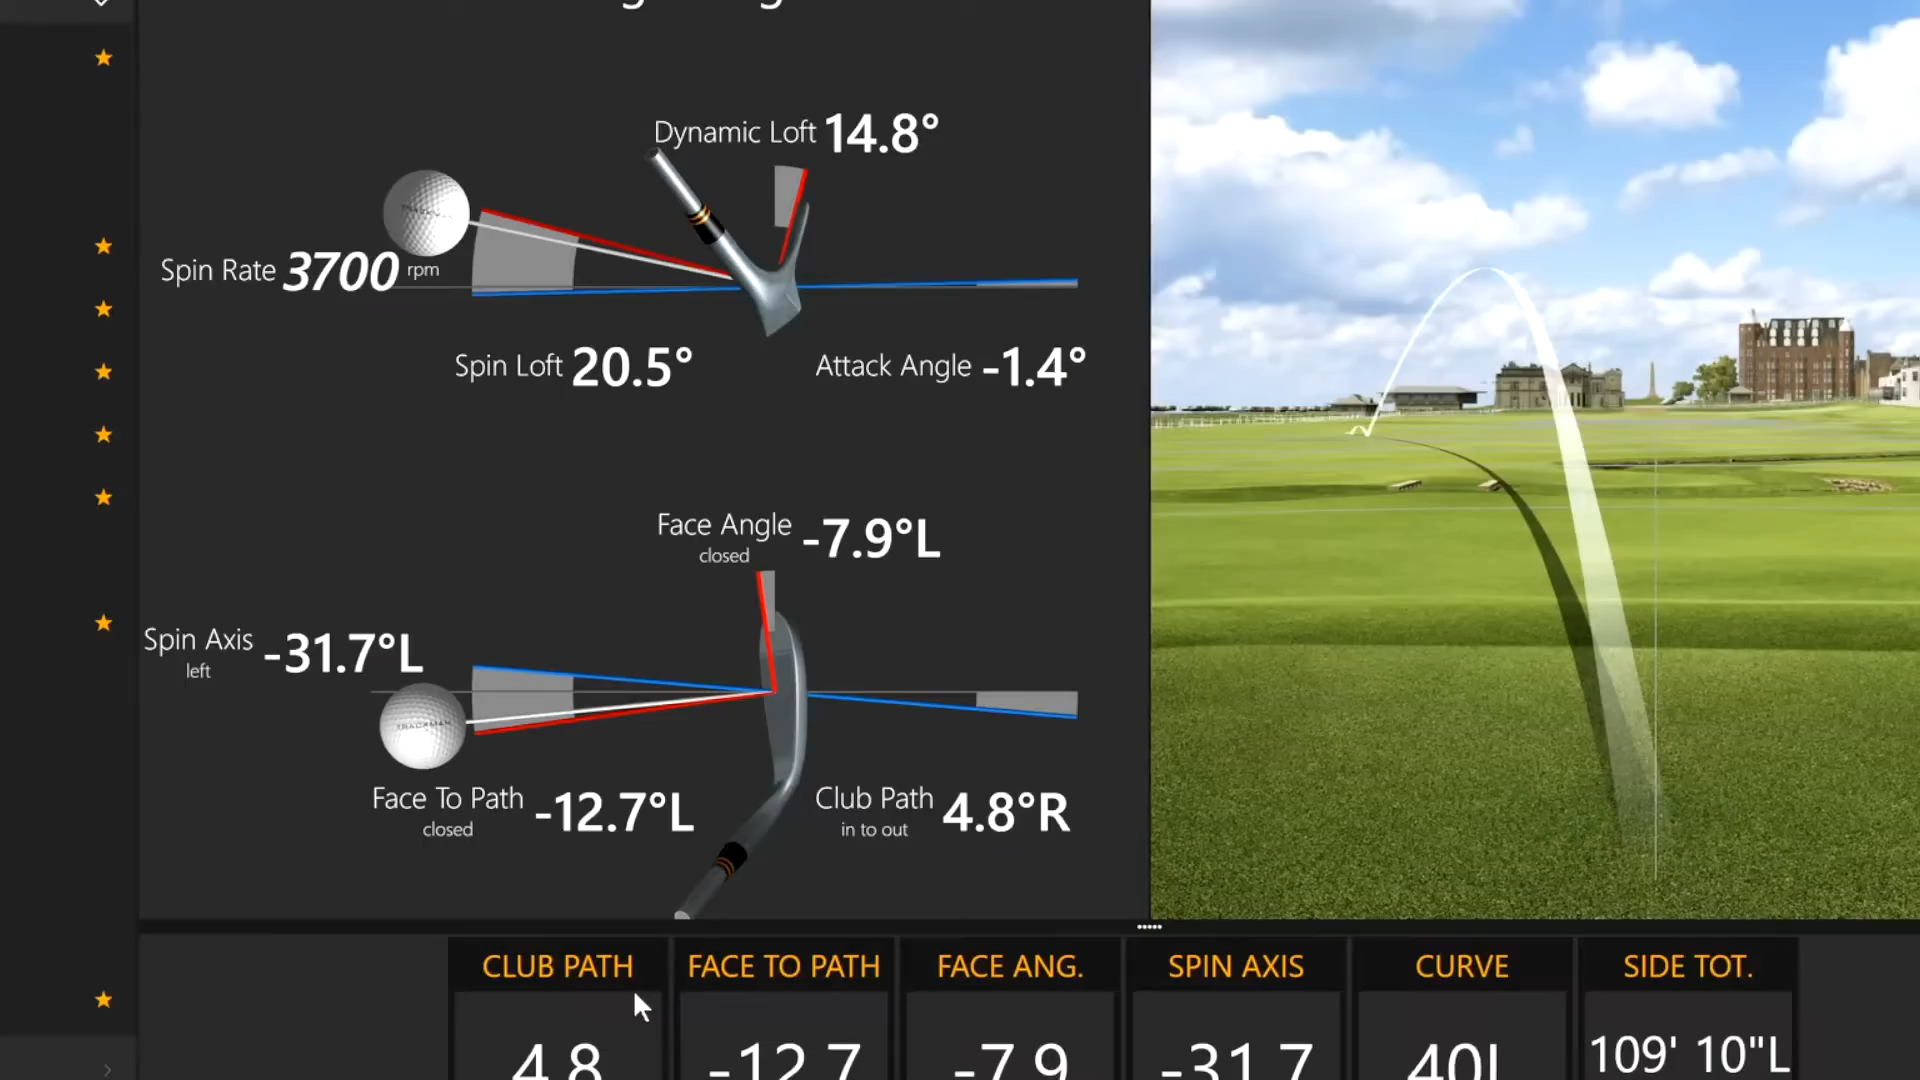 Dynamic Loft 14.8°
Spin Rate 3700 rpm
Spin Loft 20.5°
Attack Angle -1.4°
Face Angle -7.9°L
closed
Spin Axis -31.7°L
left
TRACKMAN
Face To Path -12.7°L
closed
Club Path 4.8°R
in to out
CLUB PATH
FACE TO PATH
FACE ANG.
SPIN AXIS
CURVE
SIDE TOT.
4.8
-12.7
-7.9
-31.7
40L
109' 10"L